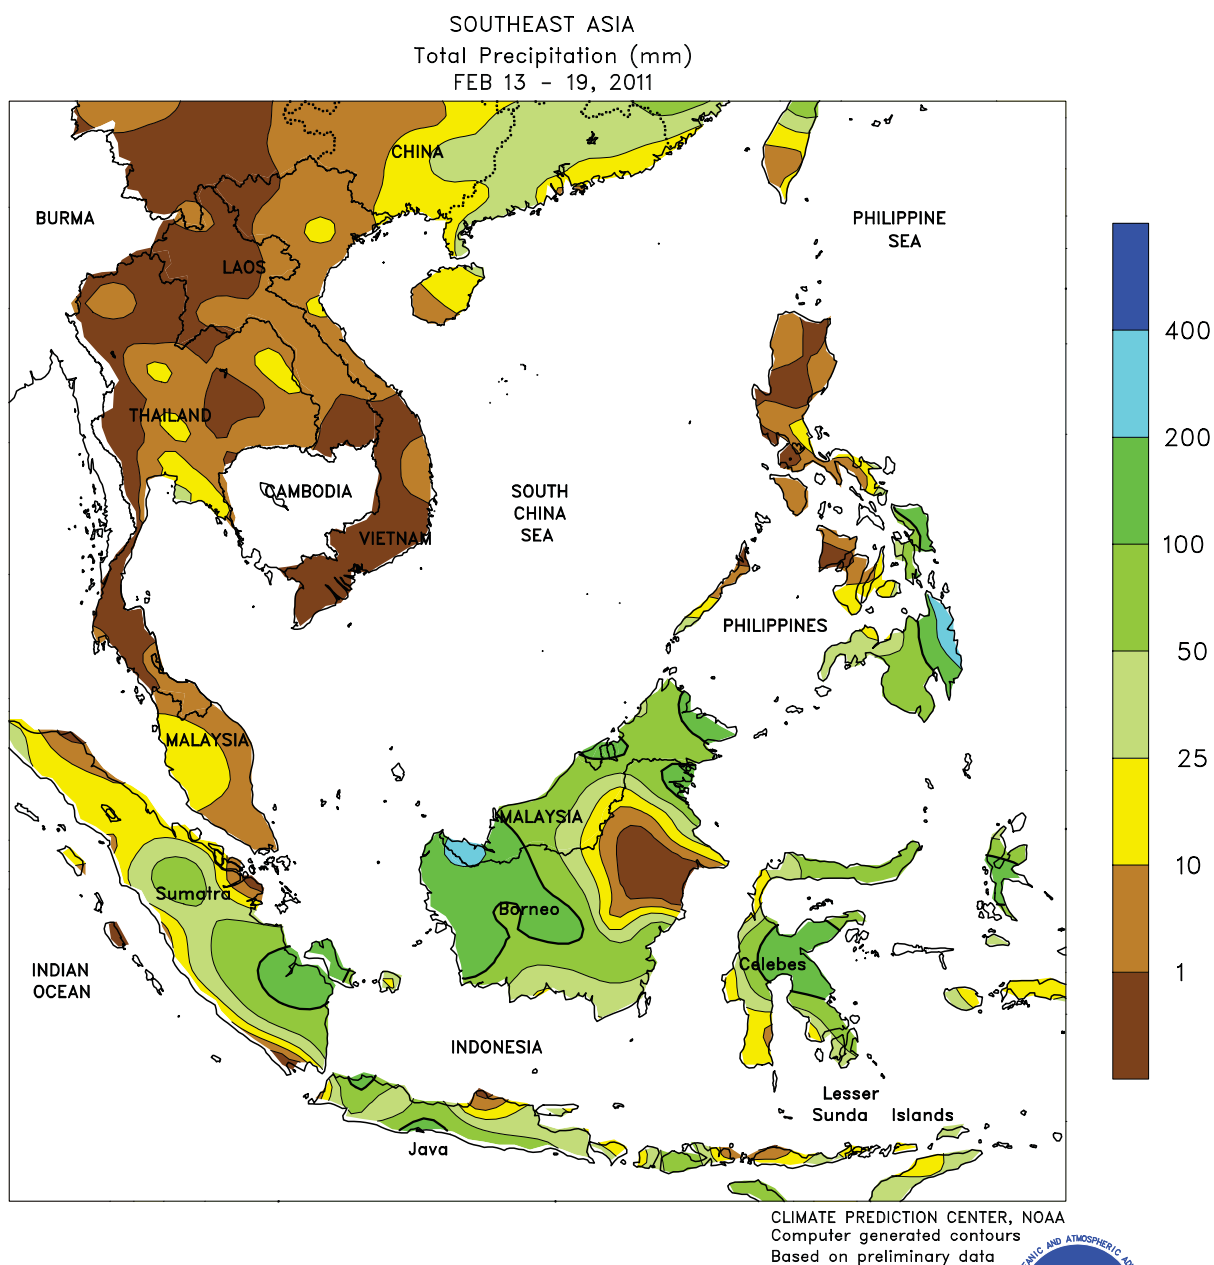 SOUTHEAST ASIA
Total Precipitation (mm)
FEB 13 - 19, 2011
CHINA
BURMA
PHILIPPINE
SEA
LAOS
400
THAILAND
200
CAMBODIA
SOUTH
CHINA
SEA
VIETNAM
100
PHILIPPINES
50
MALAYSIA
25
MALAYSIA
10
Sumatra
Borneo
Celebes
INDIAN
OCEAN
1
INDONESIA
Lesser
Sunda Islands
Java
CLIMATE PREDICTION CENTER, NOAA
Computer generated contours
Based on preliminary data
AND ATMOSPHERIC